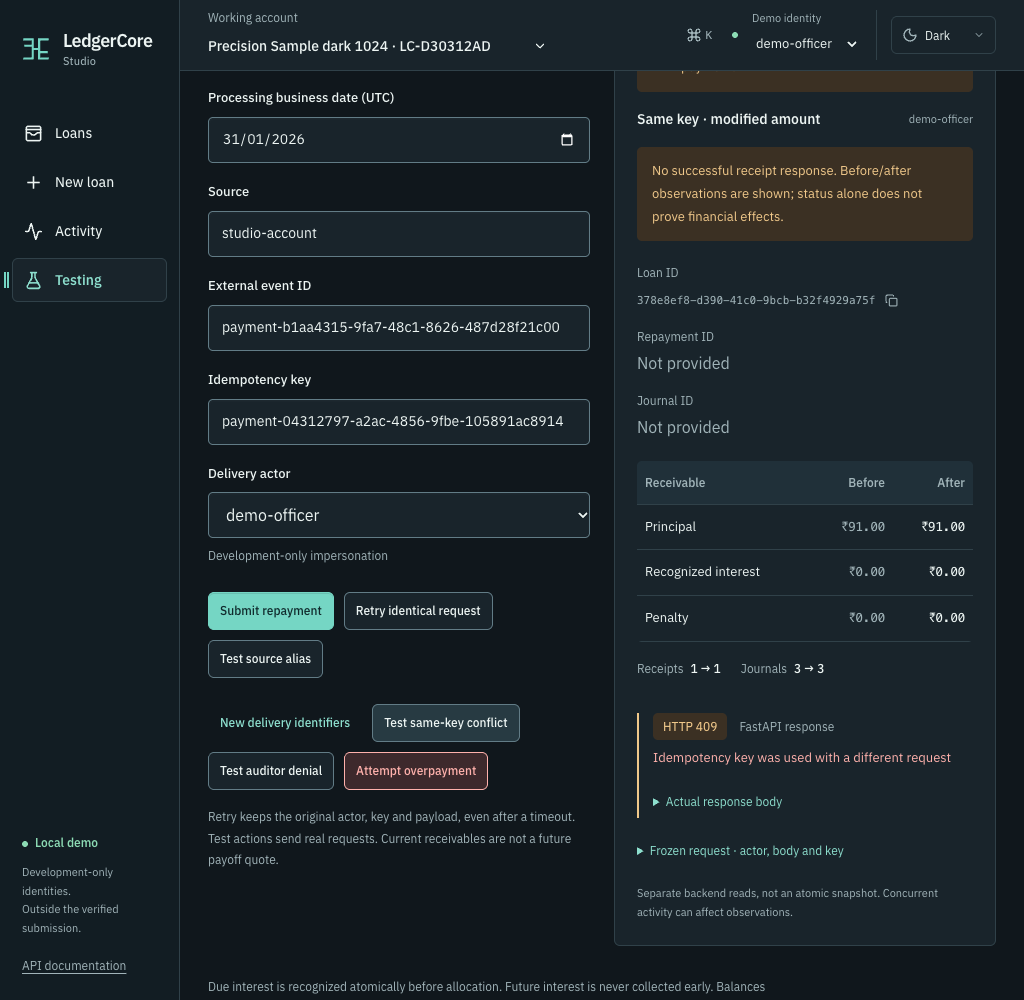 LedgerCore
Studio
Loans
New loan
Activity
Testing
Local demo
Development-only
identities.
Outside the verified
submission.
API documentation
Working account
Precision Sample dark 1024 · LC-D30312AD
⌘ K
Demo identity
demo-officer
Dark
Processing business date (UTC)
31/01/2026
Source
studio-account
External event ID
payment-b1aa4315-9fa7-48c1-8626-487d28f21c00
Idempotency key
payment-04312797-a2ac-4856-9fbe-105891ac8914
Delivery actor
demo-officer
Development-only impersonation
Submit repayment
Retry identical request
Test source alias
New delivery identifiers
Test same-key conflict
Test auditor denial
Attempt overpayment
Retry keeps the original actor, key and payload, even after a timeout.
Test actions send real requests. Current receivables are not a future
payoff quote.
Same key · modified amount
demo-officer
No successful receipt response. Before/after
observations are shown; status alone does not
prove financial effects.
Loan ID
378e8ef8-d390-41c0-9bcb-b32f4929a75f
Repayment ID
Not provided
Journal ID
Not provided
Receivable Before After
Principal ₹91.00 ₹91.00
Recognized interest ₹0.00 ₹0.00
Penalty ₹0.00 ₹0.00
Receipts 1 → 1 Journals 3 → 3
HTTP 409 FastAPI response
Idempotency key was used with a different request
Actual response body
Frozen request · actor, body and key
Separate backend reads, not an atomic snapshot. Concurrent
activity can affect observations.
Due interest is recognized atomically before allocation. Future interest is never collected early. Balances